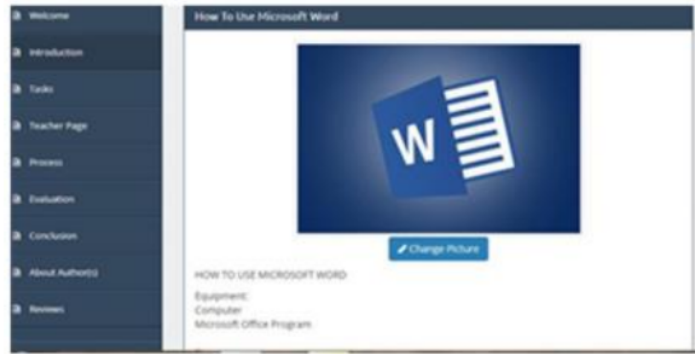 Welcome
Introduction
Tasks
Teacher Page
Process
Evaluation
Conclusion
About Author(s)
Reviews
How To Use Microsoft Word
W
Change Picture
HOW TO USE MICROSOFT WORD
Equipment:
Computer
Microsoft Office Program